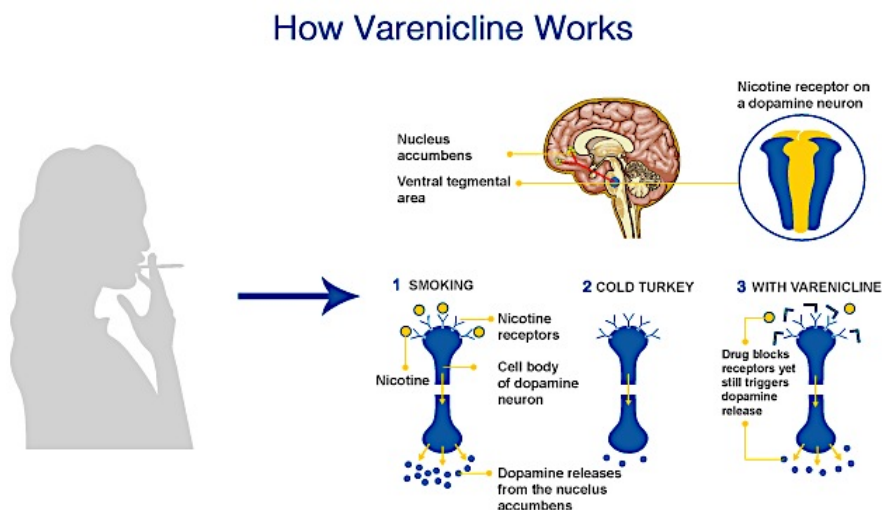 How Varenicline Works
Nicotine receptor on
a dopamine neuron
Nucleus
accumbens
Ventral tegmental
area
1 SMOKING
Nicotine
receptors
Nicotine
Cell body
of dopamine
neuron
Dopamine releases
from the nucelus
accumbens
2 COLD TURKEY
3 WITH VARENICLINE
Drug blocks
receptors yet
still triggers
dopamine
release